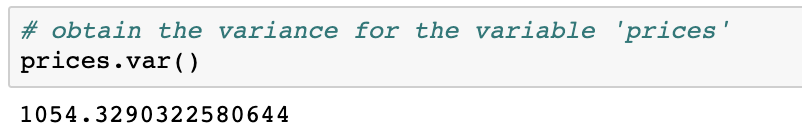 # obtain the variance for the variable 'prices'
prices.var()
1054.3290322580644